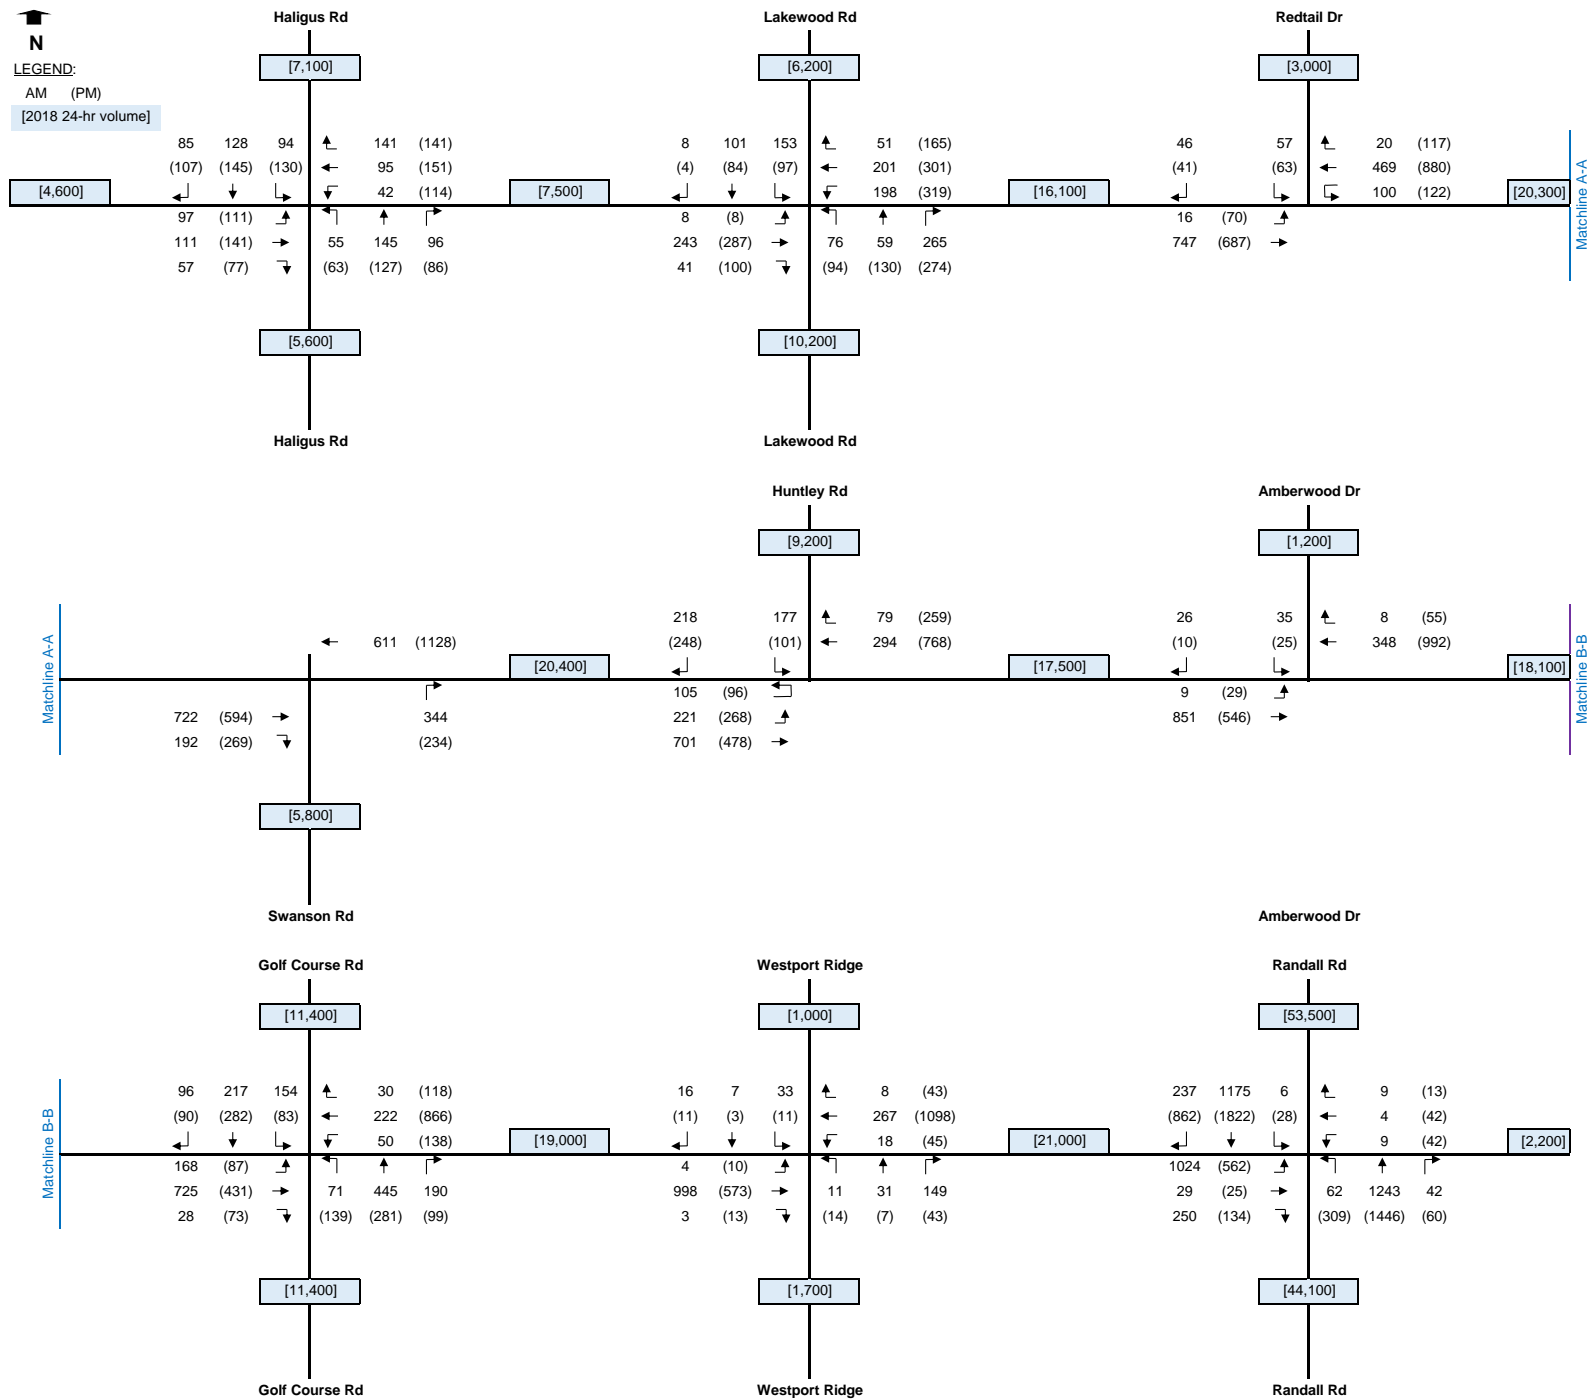 Haligus Rd Lakewood Rd Redtail Dr
N
[7,100] [6,200] [3,000]
LEGEND:
AM (PM)
[2018 24-hr volume]
85 128 94 141 (141) 8 101 153 51 (165) 46 57 20 (117)
(107) (145) (130) 95 (151) (4) (84) (97) 201 (301) (41) (63) 469 (880)
[4,600] 42 (114) [7,500] 198 (319) [16,100] 100 (122) [20,300]
Matchline A-A
97 (111) 8 (8) 16 (70)
111 (141) 55 145 96 243 (287) 76 59 265 747 (687)
57 (77) (63) (127) (86) 41 (100) (94) (130) (274)
[5,600] [10,200]
Haligus Rd Lakewood Rd
Huntley Rd Amberwood Dr
[9,200] [1,200]
218 177 79 (259) 26 35 8 (55)
611 (1128) (248) (101) 294 (768) (10) (25) 348 (992)
[20,400] [17,500] [18,100]
Matchline A-A
Matchline B-B
105 (96) 9 (29)
722 (594) 344 221 (268) 851 (546)
192 (269) (234) 701 (478)
[5,800]
Swanson Rd Amberwood Dr
Golf Course Rd Westport Ridge Randall Rd
[11,400] [1,000] [53,500]
96 217 154 30 (118) 16 7 33 8 (43) 237 1175 6 9 (13)
(90) (282) (83) 222 (866) (11) (3) (11) 267 (1098) (862) (1822) (28) 4 (42)
50 (138) [19,000] 18 (45) [21,000] 9 (42) [2,200]
Matchline B-B
168 (87) 4 (10) 1024 (562)
725 (431) 71 445 190 998 (573) 11 31 149 29 (25) 62 1243 42
28 (73) (139) (281) (99) 3 (13) (14) (7) (43) 250 (134) (309) (1446) (60)
[11,400] [1,700] [44,100]
Golf Course Rd Westport Ridge Randall Rd